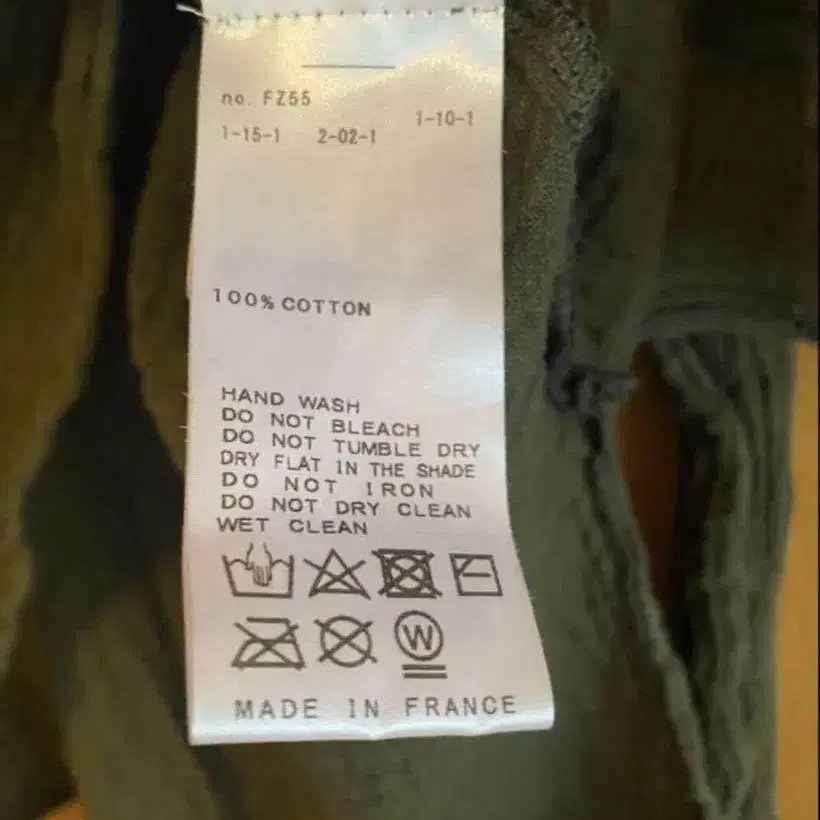 no. FZ55
1-15-1 2-02-1 1-10-1
100% COTTON
HAND WASH
DO NOT BLEACH
DO NOT TUMBLE DRY
DRY FLAT IN THE SHADE
DO NOT IRON
DO NOT DRY CLEAN
WET CLEAN
W
MADE IN FRANCE